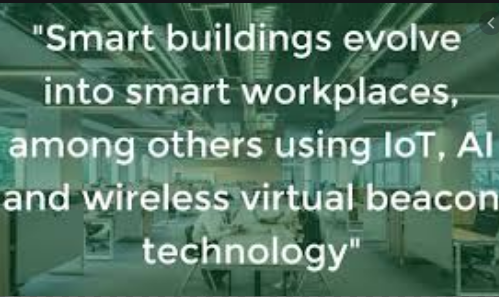 "Smart buildings evolve
into smart workplaces,
among others using IoT, AI
and wireless virtual beacon
technology"